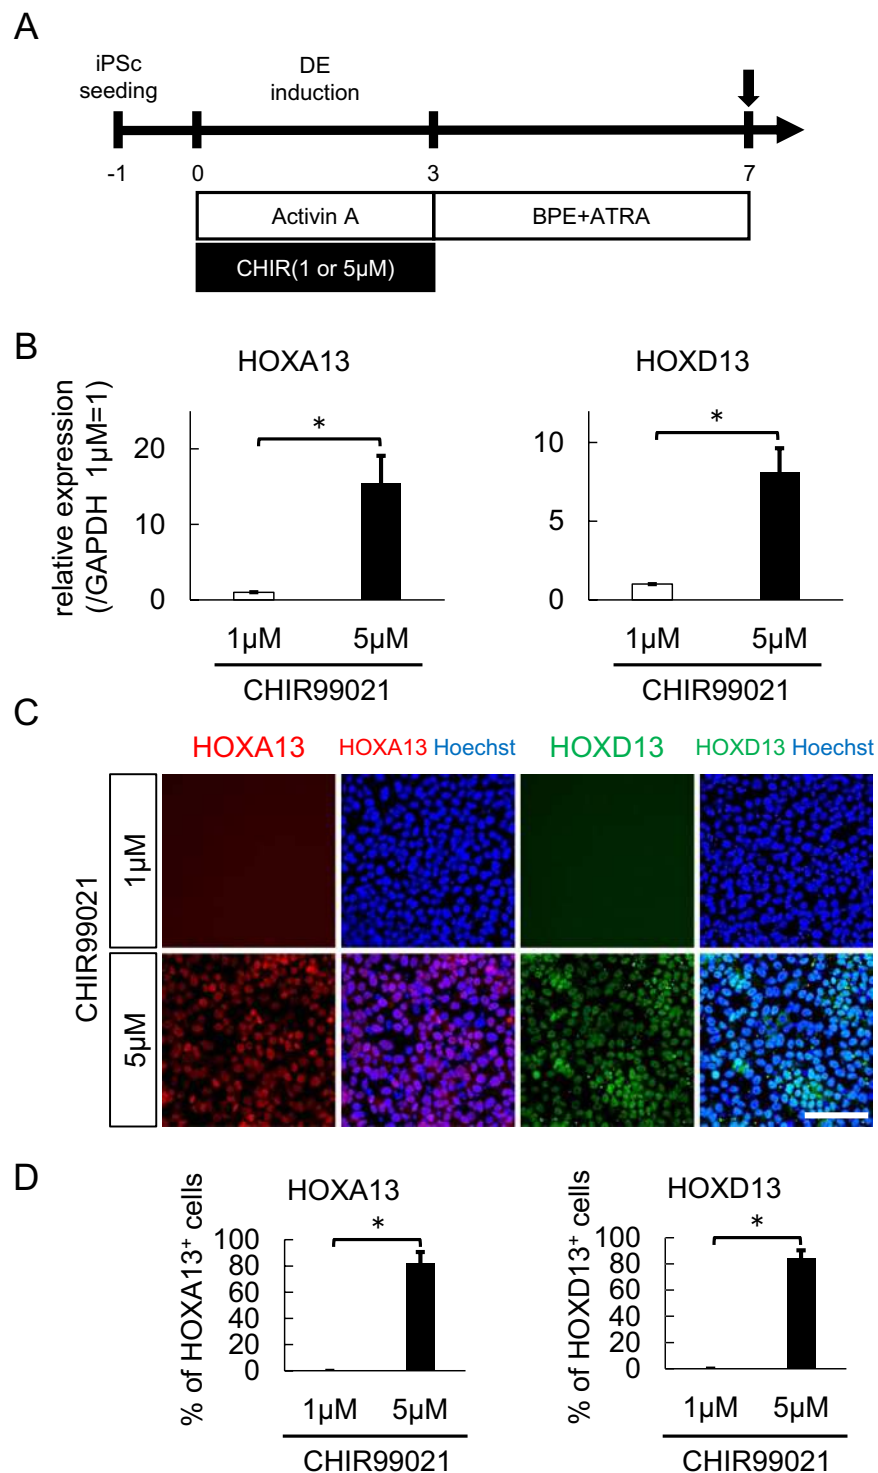 A
iPSc
seeding
DE
induction
-1 0 3 7
Activin A BPE+ATRA
CHIR(1 or 5μM)
B
HOXA13 HOXD13
relative expression
(/GAPDH 1μM=1)
*
20
10
0
*
10
5
0
1μM 5μM 1μM 5μM
CHIR99021 CHIR99021
C
HOXA13 HOXA13 Hoechst HOXD13 HOXD13 Hoechst
CHIR99021
1μM
5μM
D
HOXA13 HOXD13
% of HOXA13⁺ cells
*
100
80
60
40
20
0
% of HOXD13⁺ cells
*
100
80
60
40
20
0
1μM 5μM 1μM 5μM
CHIR99021 CHIR99021